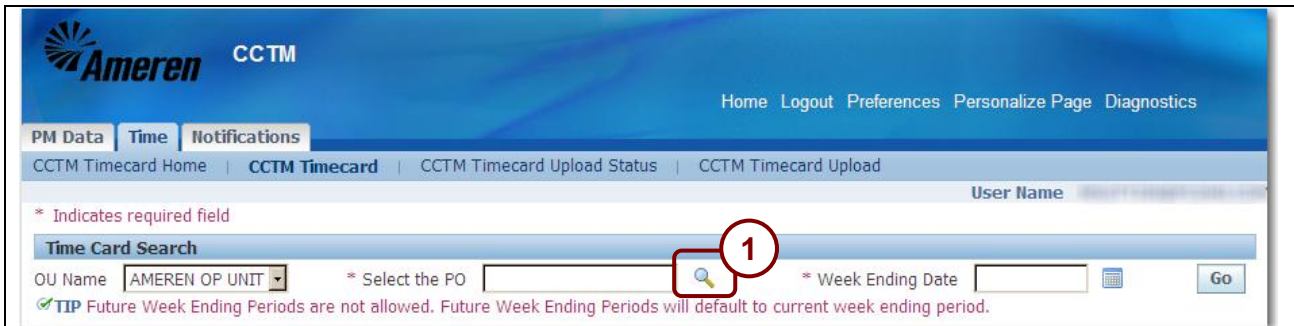 Ameren CCTM
Home Logout Preferences Personalize Page Diagnostics
PM Data Time Notifications
CCTM Timecard Home | CCTM Timecard | CCTM Timecard Upload Status | CCTM Timecard Upload
User Name
* Indicates required field
Time Card Search
1
OU Name AMEREN OP UNIT * Select the PO * Week Ending Date Go
TIP Future Week Ending Periods are not allowed. Future Week Ending Periods will default to current week ending period.